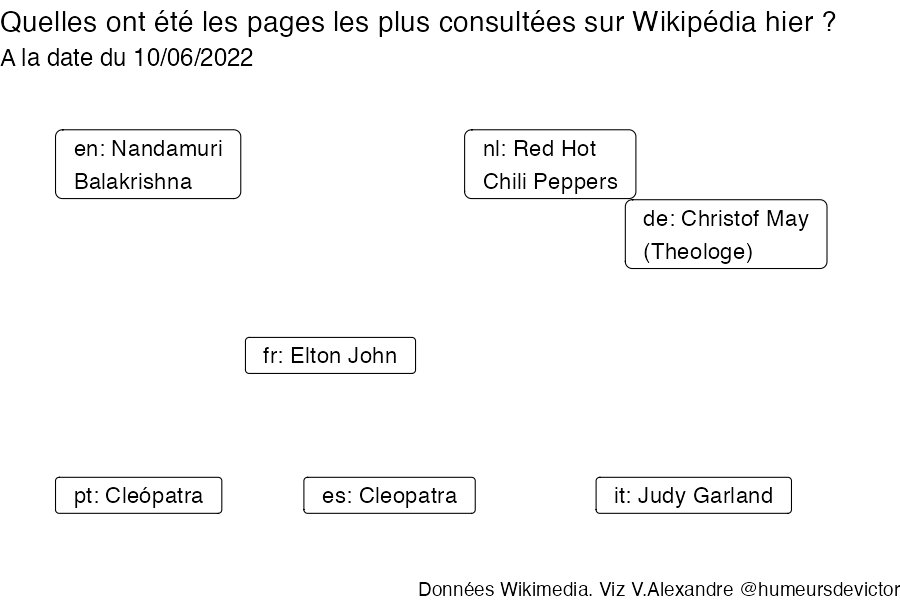 Quelles ont été les pages les plus consultées sur Wikipédia hier ?
A la date du 10/06/2022
en: Nandamuri
Balakrishna
nl: Red Hot
Chili Peppers
de: Christof May
(Theologe)
fr: Elton John
pt: Cleópatra
es: Cleopatra
it: Judy Garland
Données Wikimedia. Viz V.Alexandre @humeursdevictor